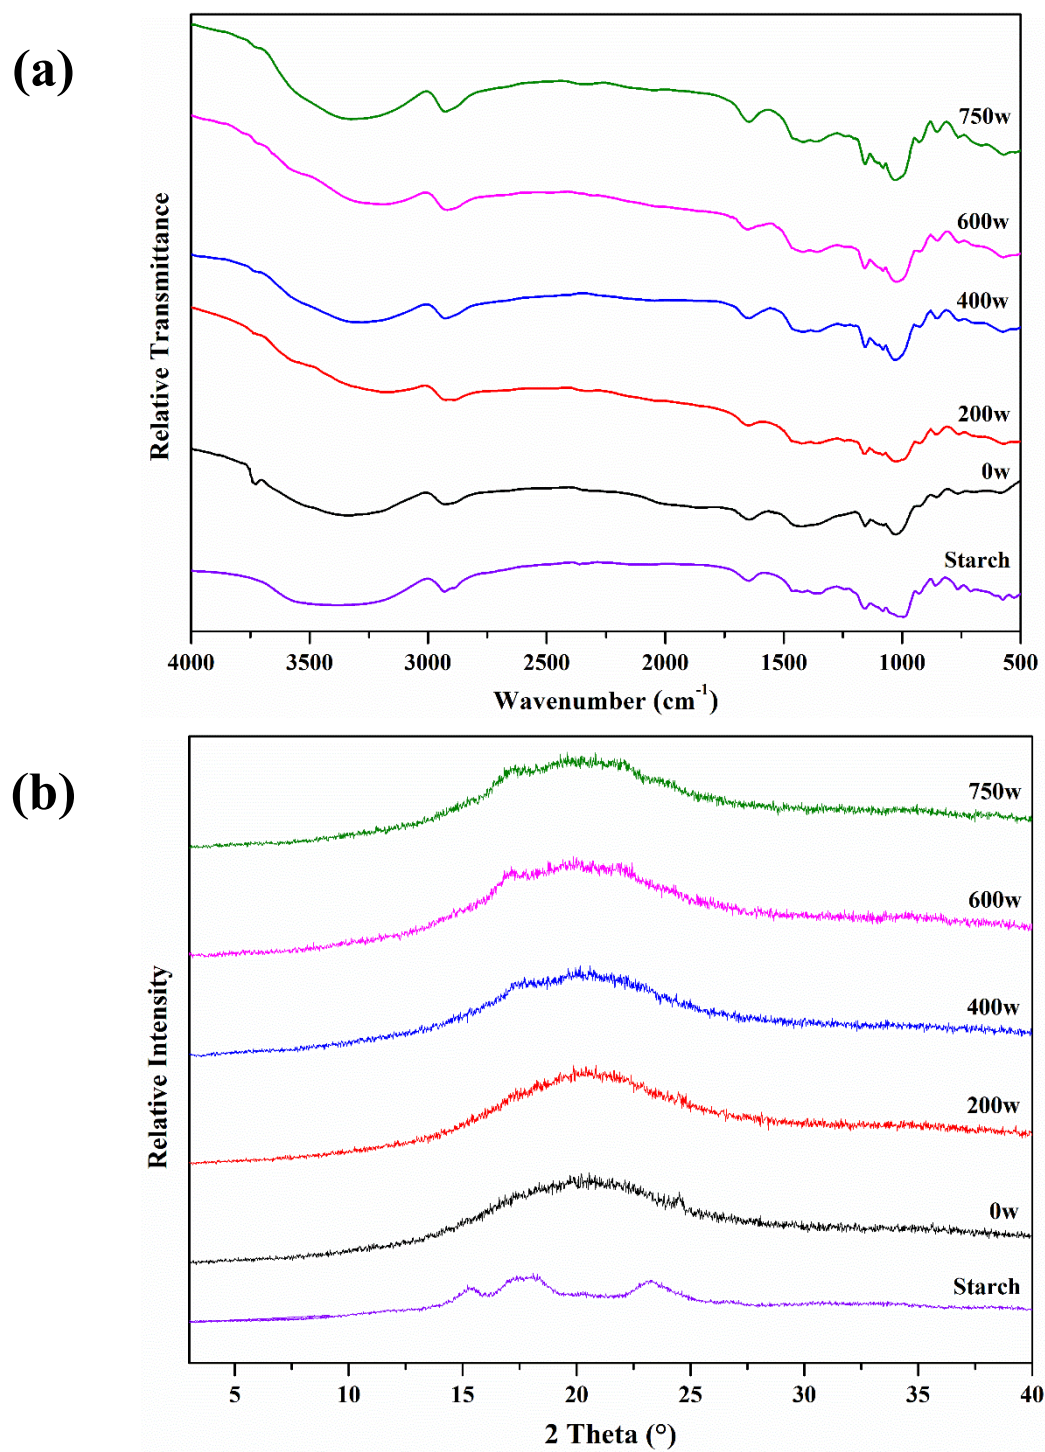 (a)
750w
600w
400w
200w
0w
Starch
Relative Transmittance
4000 3500 3000 2500 2000 1500 1000 500
Wavenumber (cm⁻¹)
(b)
750w
600w
400w
200w
0w
Starch
Relative Intensity
5 10 15 20 25 30 35 40
2 Theta (°)